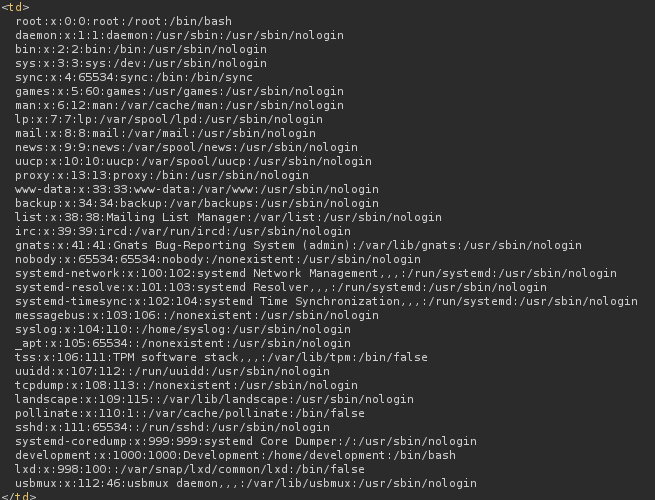 <td>
root:x:0:0:root:/root:/bin/bash
daemon:x:1:1:daemon:/usr/sbin:/usr/sbin/nologin
bin:x:2:2:bin:/bin:/usr/sbin/nologin
sys:x:3:3:sys:/dev:/usr/sbin/nologin
sync:x:4:65534:sync:/bin:/bin/sync
games:x:5:60:games:/usr/games:/usr/sbin/nologin
man:x:6:12:man:/var/cache/man:/usr/sbin/nologin
lp:x:7:7:lp:/var/spool/lpd:/usr/sbin/nologin
mail:x:8:8:mail:/var/mail:/usr/sbin/nologin
news:x:9:9:news:/var/spool/news:/usr/sbin/nologin
uucp:x:10:10:uucp:/var/spool/uucp:/usr/sbin/nologin
proxy:x:13:13:proxy:/bin:/usr/sbin/nologin
www-data:x:33:33:www-data:/var/www:/usr/sbin/nologin
backup:x:34:34:backup:/var/backups:/usr/sbin/nologin
list:x:38:38:Mailing List Manager:/var/list:/usr/sbin/nologin
irc:x:39:39:ircd:/var/run/ircd:/usr/sbin/nologin
gnats:x:41:41:Gnats Bug-Reporting System (admin):/var/lib/gnats:/usr/sbin/nologin
nobody:x:65534:65534:nobody:/nonexistent:/usr/sbin/nologin
systemd-network:x:100:102:systemd Network Management,,,:/run/systemd:/usr/sbin/nologin
systemd-resolve:x:101:103:systemd Resolver,,,:/run/systemd:/usr/sbin/nologin
systemd-timesync:x:102:104:systemd Time Synchronization,,,:/run/systemd:/usr/sbin/nologin
messagebus:x:103:106::/nonexistent:/usr/sbin/nologin
syslog:x:104:110::/home/syslog:/usr/sbin/nologin
_apt:x:105:65534::/nonexistent:/usr/sbin/nologin
tss:x:106:111:TPM software stack,,,:/var/lib/tpm:/bin/false
uuidd:x:107:112::/run/uuidd:/usr/sbin/nologin
tcpdump:x:108:113::/nonexistent:/usr/sbin/nologin
landscape:x:109:115::/var/lib/landscape:/usr/sbin/nologin
pollinate:x:110:1::/var/cache/pollinate:/bin/false
sshd:x:111:65534::/run/sshd:/usr/sbin/nologin
systemd-coredump:x:999:999:systemd Core Dumper:/:/usr/sbin/nologin
development:x:1000:1000:Development:/home/development:/bin/bash
lxd:x:998:100::/var/snap/lxd/common/lxd:/bin/false
usbmux:x:112:46:usbmux daemon,,,:/var/lib/usbmux:/usr/sbin/nologin
</td>